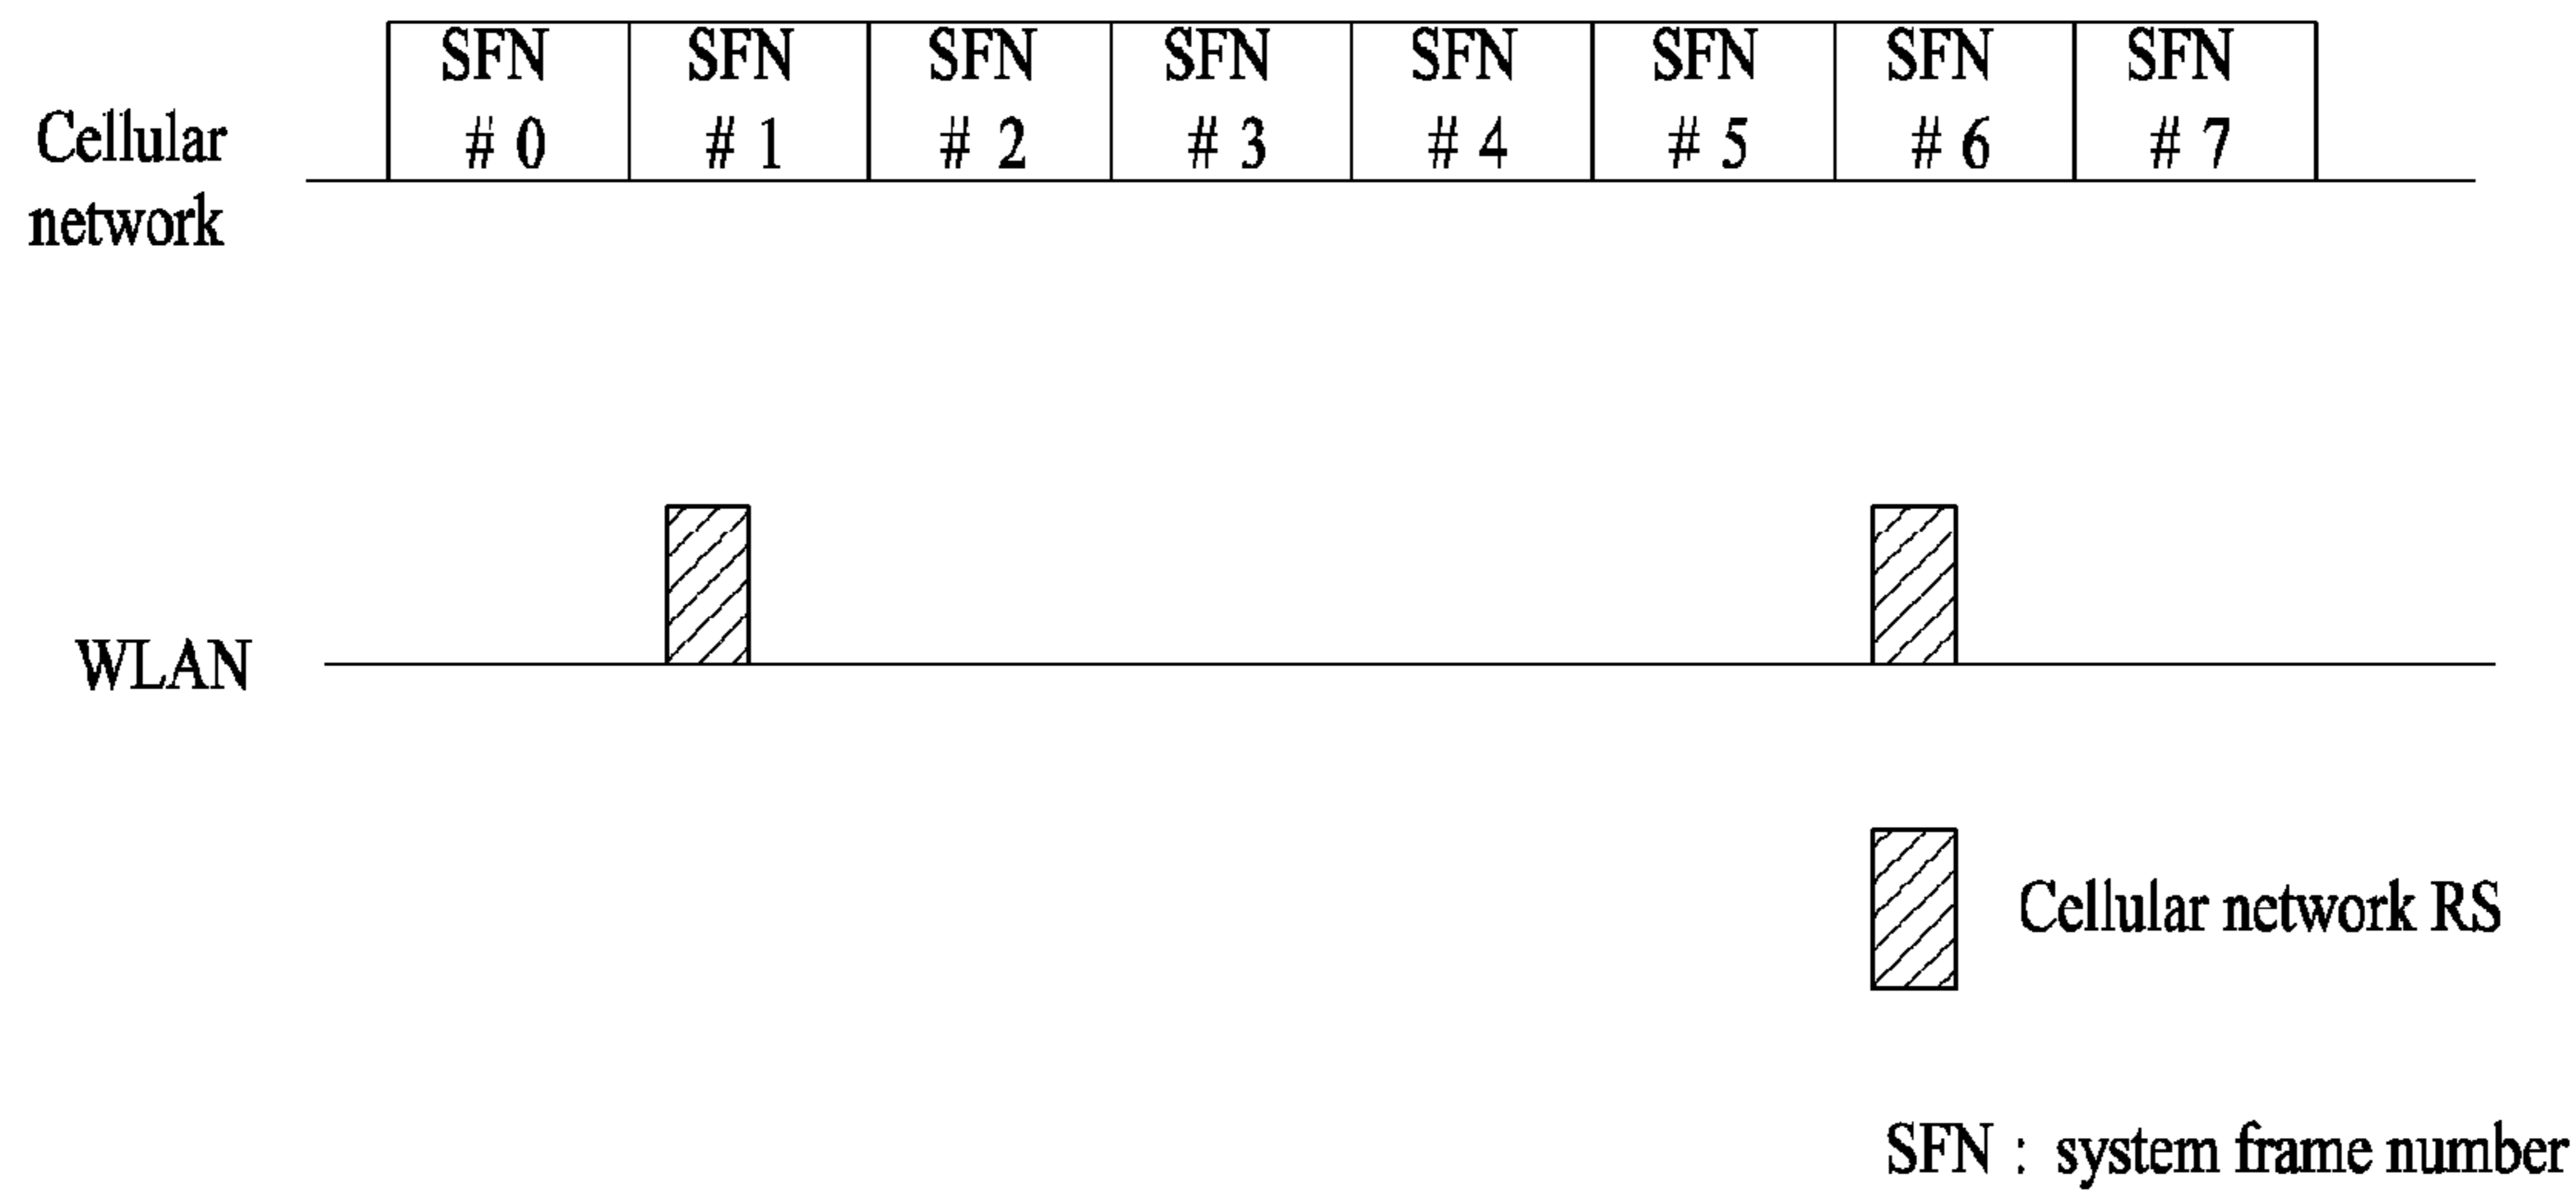 SFN SFN SFN SFN SFN SFN SFN SFN
# 0 # 1 # 2 # 3 # 4 # 5 # 6 # 7
Cellular
network
WLAN
Cellular network RS
SFN : system frame number